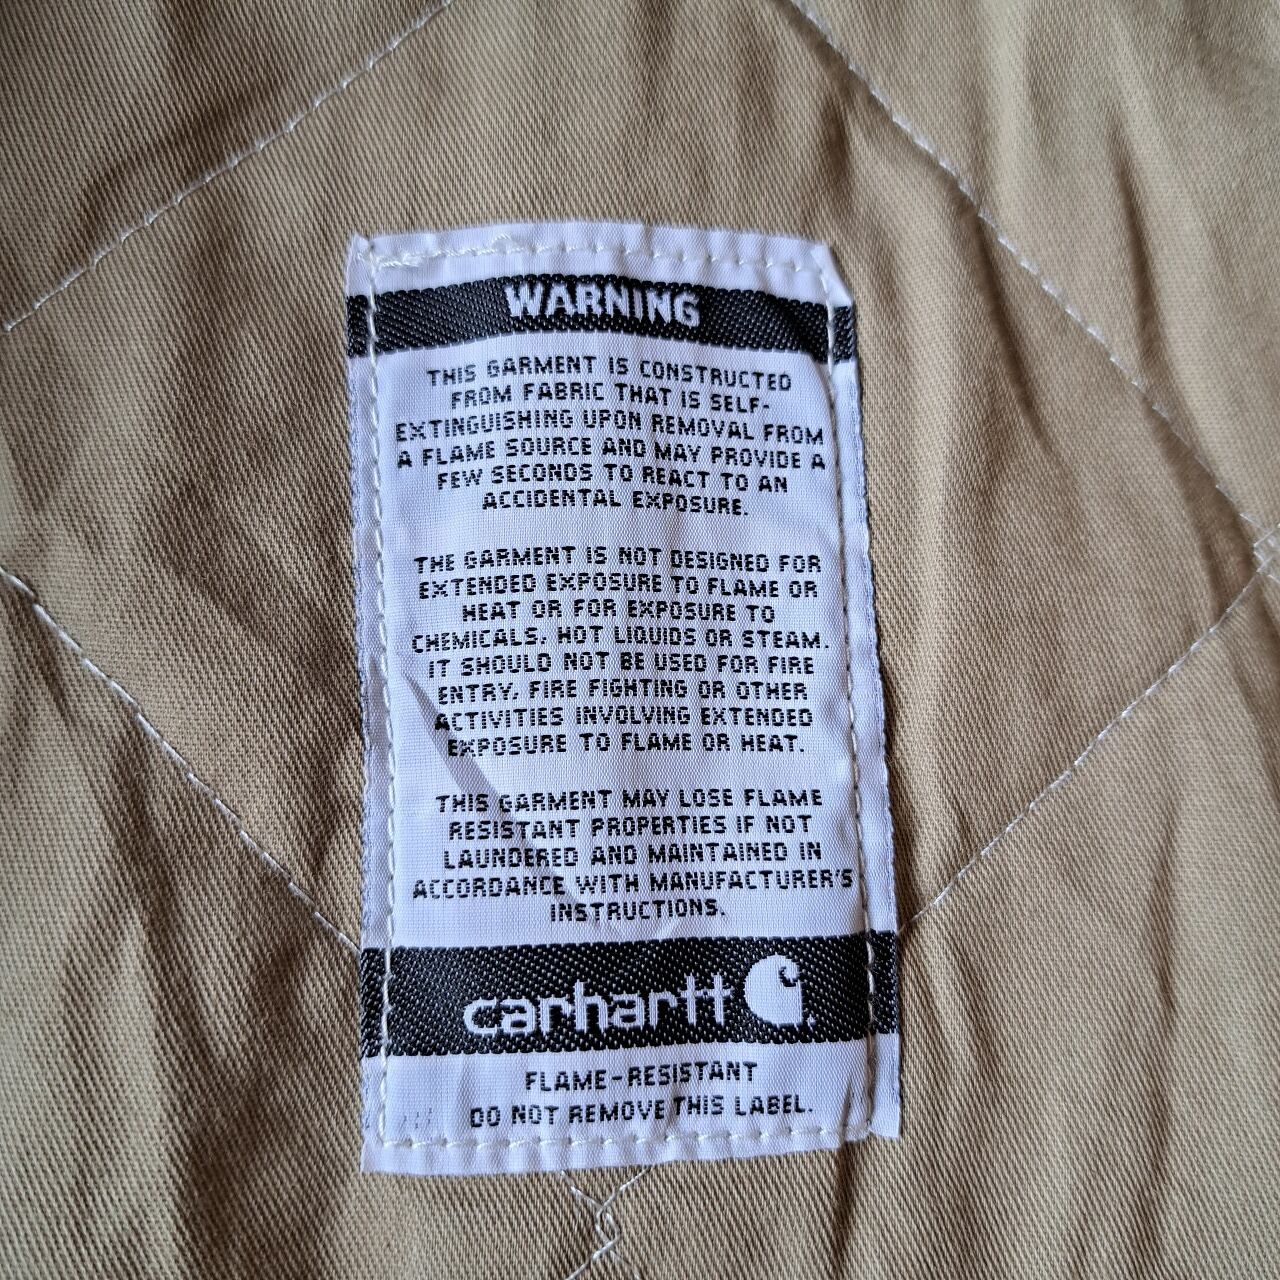 WARNING
THIS GARMENT IS CONSTRUCTED
FROM FABRIC THAT IS SELF-
EXTINGUISHING UPON REMOVAL FROM
A FLAME SOURCE AND MAY PROVIDE A
FEW SECONDS TO REACT TO AN
ACCIDENTAL EXPOSURE.
THE GARMENT IS NOT DESIGNED FOR
EXTENDED EXPOSURE TO FLAME OR
HEAT OR FOR EXPOSURE TO
CHEMICALS, HOT LIQUIDS OR STEAM.
IT SHOULD NOT BE USED FOR FIRE
ENTRY, FIRE FIGHTING OR OTHER
ACTIVITIES INVOLVING EXTENDED
EXPOSURE TO FLAME OR HEAT.
THIS GARMENT MAY LOSE FLAME
RESISTANT PROPERTIES IF NOT
LAUNDERED AND MAINTAINED IN
ACCORDANCE WITH MANUFACTURER'S
INSTRUCTIONS.
carhartt
FLAME-RESISTANT
DO NOT REMOVE THIS LABEL.